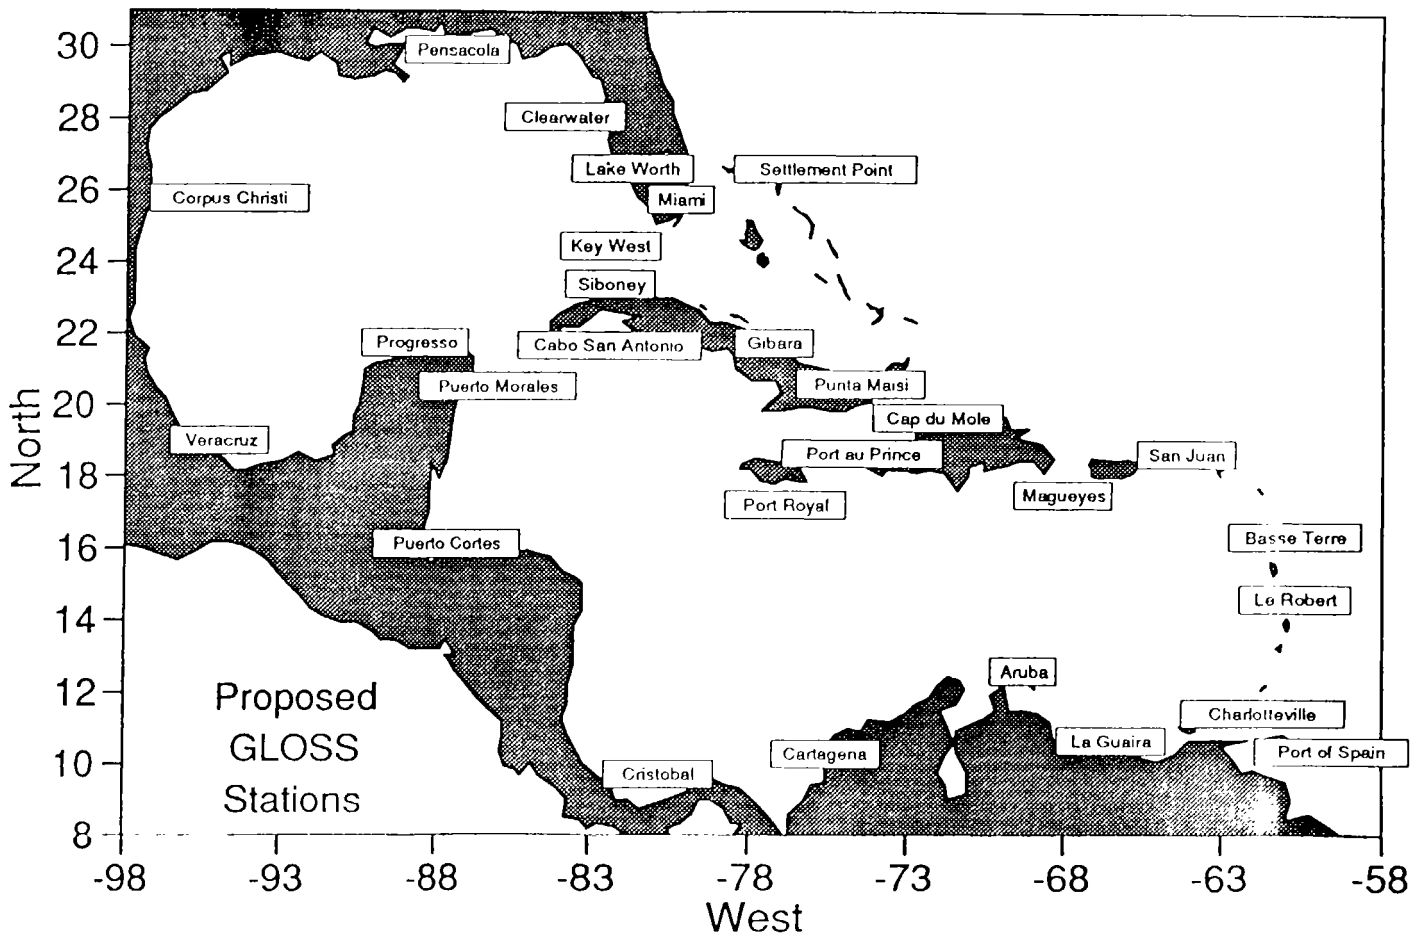 30
28
26
24
22
20
18
16
14
12
10
8
North
Pensacola
Clearwater
Lake Worth
Settlement Point
Corpus Christi
Miami
Key West
Siboney
Progresso
Cabo San Antonio
Gibara
Puerto Morales
Punta Maisi
Cap du Mole
Veracruz
Port au Prince
San Juan
Port Royal
Magueyes
Puerto Cortes
Basse Terre
Le Robert
Aruba
Charlotteville
Cartagena
La Guaira
Port of Spain
Cristobal
Proposed
GLOSS
Stations
-98
-93
-88
-83
-78
-73
-68
-63
-58
West